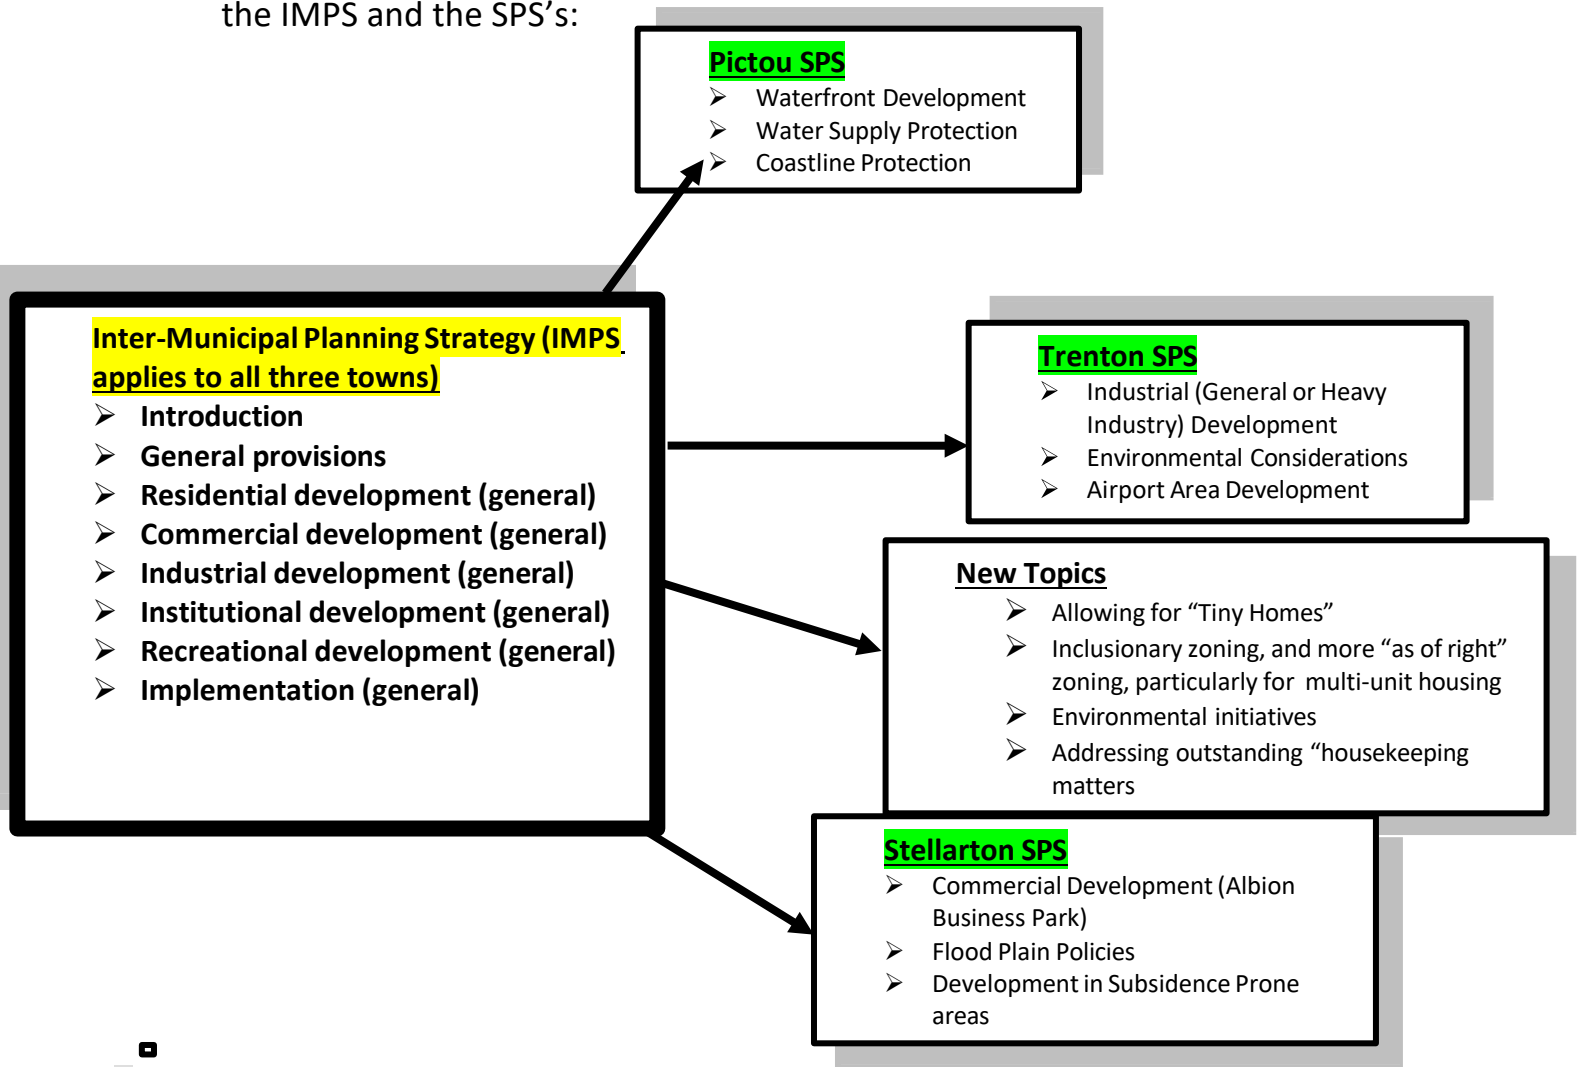 the IMPS and the SPS’s:
Pictou SPS
➢ Waterfront Development
➢ Water Supply Protection
➢ Coastline Protection
Inter-Municipal Planning Strategy (IMPS
applies to all three towns)
➢ Introduction
➢ General provisions
➢ Residential development (general)
➢ Commercial development (general)
➢ Industrial development (general)
➢ Institutional development (general)
➢ Recreational development (general)
➢ Implementation (general)
Trenton SPS
➢ Industrial (General or Heavy
Industry) Development
➢ Environmental Considerations
➢ Airport Area Development
New Topics
➢ Allowing for “Tiny Homes”
➢ Inclusionary zoning, and more “as of right”
zoning, particularly for multi-unit housing
➢ Environmental initiatives
➢ Addressing outstanding “housekeeping
matters
Stellarton SPS
➢ Commercial Development (Albion
Business Park)
➢ Flood Plain Policies
➢ Development in Subsidence Prone
areas